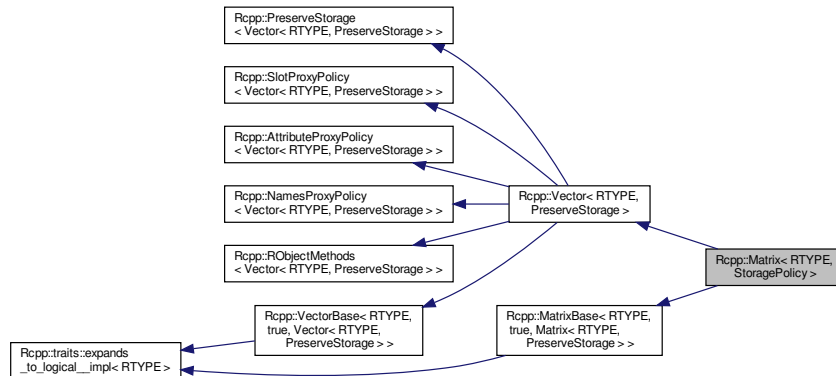 Rcpp::PreserveStorage
< Vector< RTYPE, PreserveStorage > >
Rcpp::SlotProxyPolicy
< Vector< RTYPE, PreserveStorage > >
Rcpp::AttributeProxyPolicy
< Vector< RTYPE, PreserveStorage > >
Rcpp::NamesProxyPolicy
< Vector< RTYPE, PreserveStorage > >
Rcpp::RObjectMethods
< Vector< RTYPE, PreserveStorage > >
Rcpp::Vector< RTYPE,
PreserveStorage >
Rcpp::Matrix< RTYPE,
StoragePolicy >
Rcpp::VectorBase< RTYPE,
true, Vector< RTYPE,
PreserveStorage > >
Rcpp::MatrixBase< RTYPE,
true, Matrix< RTYPE,
PreserveStorage > >
Rcpp::traits::expands
_to_logical__impl< RTYPE >